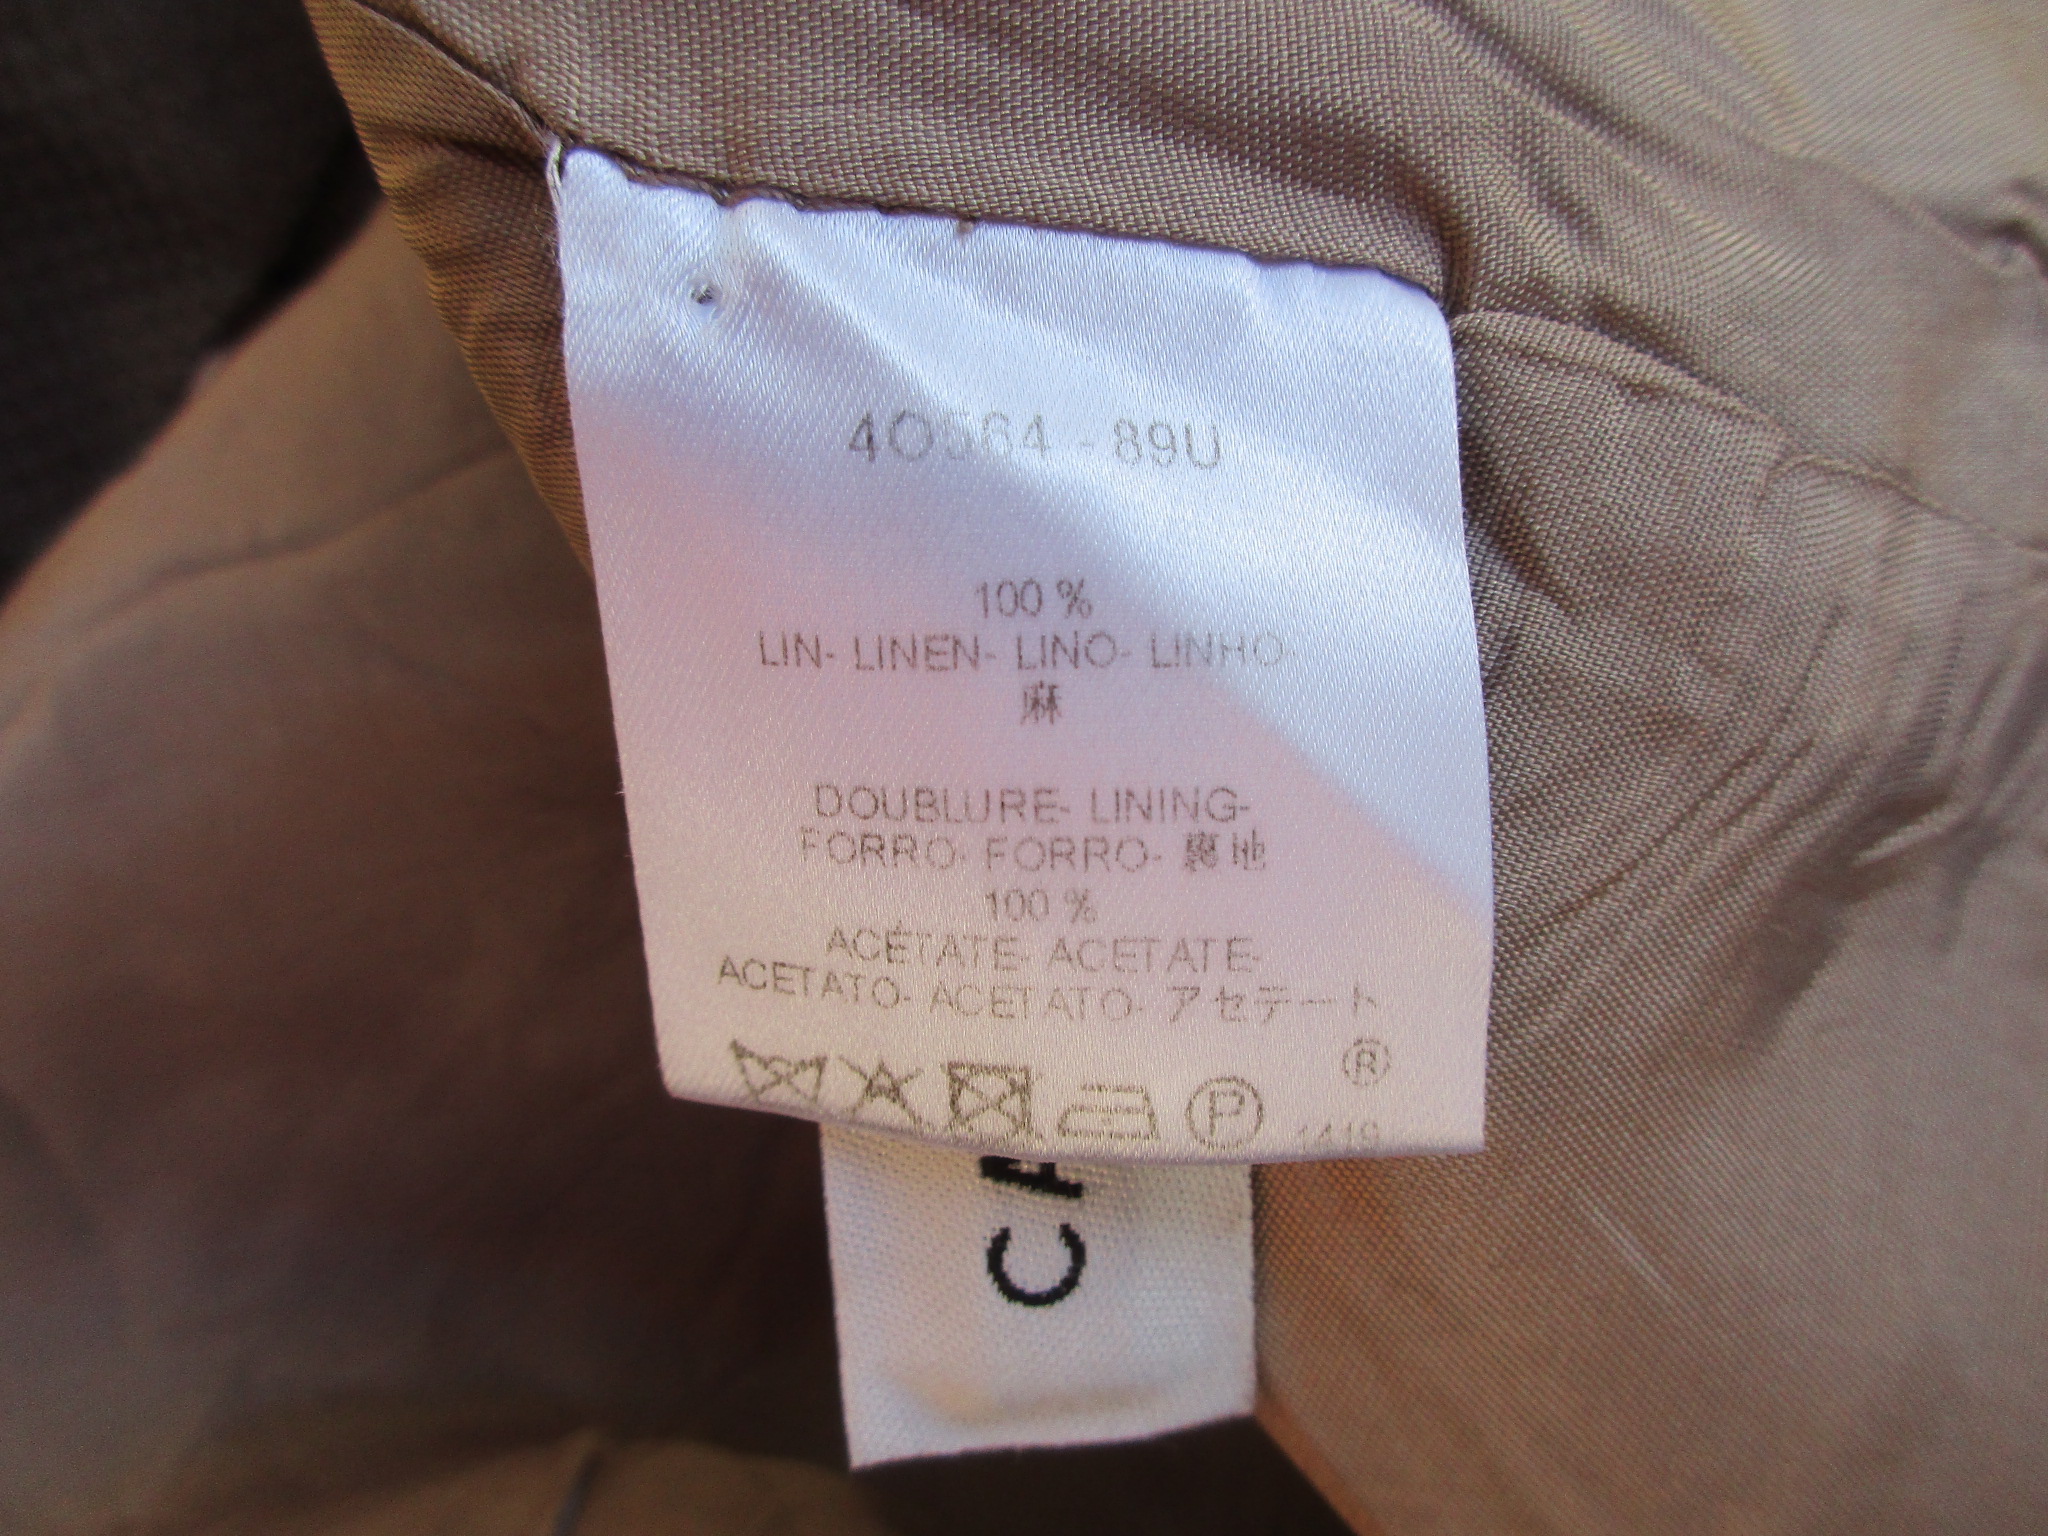 40564 - 89U
100 %
LIN- LINEN- LINO- LINHO-
麻
DOUBLURE- LINING-
FORRO- FORRO- 裏地
100 %
ACÉTATE- ACETATE-
ACETATO- ACETATO- アセテート
P
®
1419